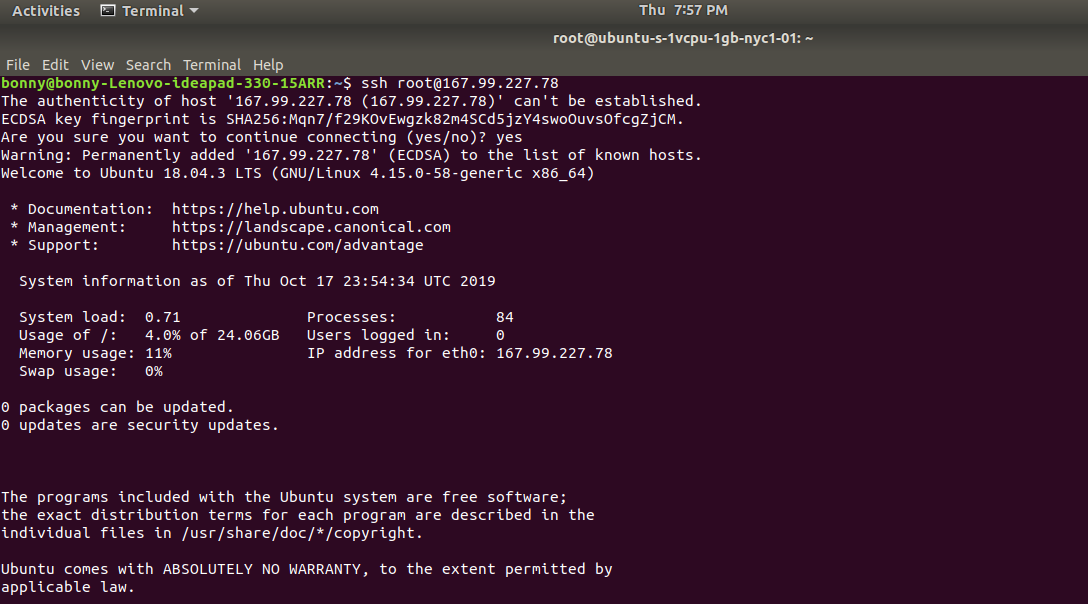 Activities Terminal Thu 7:57 PM
root@ubuntu-s-1vcpu-1gb-nyc1-01: ~
File Edit View Search Terminal Help
bonny@bonny-Lenovo-ideapad-330-15ARR:~$ ssh root@167.99.227.78
The authenticity of host '167.99.227.78 (167.99.227.78)' can't be established.
ECDSA key fingerprint is SHA256:Mqn7/f29KOvEwgzk82m4SCd5jzY4swoOuvsOfcgZjCM.
Are you sure you want to continue connecting (yes/no)? yes
Warning: Permanently added '167.99.227.78' (ECDSA) to the list of known hosts.
Welcome to Ubuntu 18.04.3 LTS (GNU/Linux 4.15.0-58-generic x86_64)
* Documentation: https://help.ubuntu.com
* Management: https://landscape.canonical.com
* Support: https://ubuntu.com/advantage
System information as of Thu Oct 17 23:54:34 UTC 2019
System load: 0.71 Processes: 84
Usage of /: 4.0% of 24.06GB Users logged in: 0
Memory usage: 11% IP address for eth0: 167.99.227.78
Swap usage: 0%
0 packages can be updated.
0 updates are security updates.
The programs included with the Ubuntu system are free software;
the exact distribution terms for each program are described in the
individual files in /usr/share/doc/*/copyright.
Ubuntu comes with ABSOLUTELY NO WARRANTY, to the extent permitted by
applicable law.